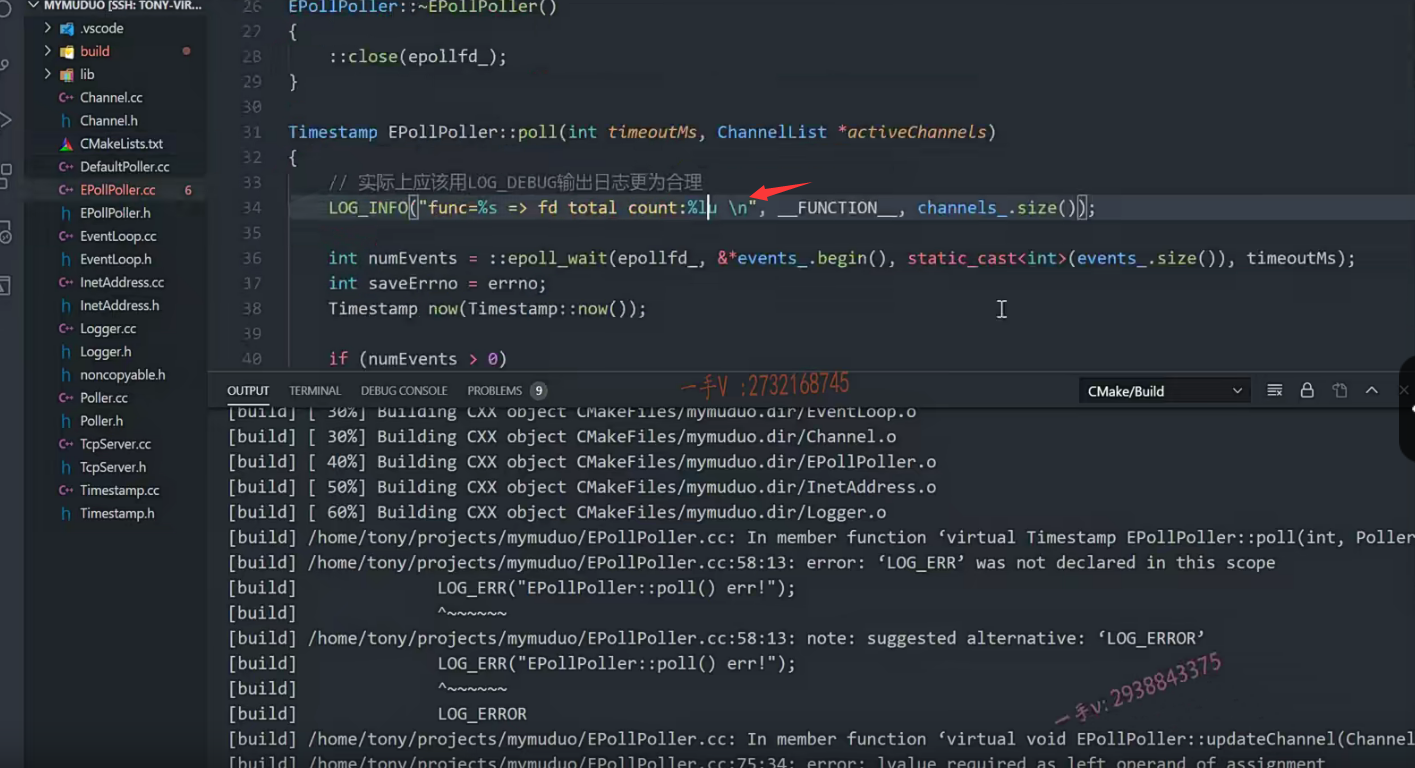 MYMUDUO [SSH: TONY-VIR...
.vscode
build
lib
Channel.cc
Channel.h
CMakeLists.txt
DefaultPoller.cc
EPollPoller.cc 6
EPollPoller.h
EventLoop.cc
EventLoop.h
InetAddress.cc
InetAddress.h
Logger.cc
Logger.h
noncopyable.h
Poller.cc
Poller.h
TcpServer.cc
TcpServer.h
Timestamp.cc
Timestamp.h
26 EPollPoller::~EPollPoller()
27 {
28 ::close(epollfd_);
29 }
30
31 Timestamp EPollPoller::poll(int timeoutMs, ChannelList *activeChannels)
32 {
33 // 实际上应该用LOG_DEBUG输出日志更为合理
34 LOG_INFO("func=%s => fd total count:%lu \n", __FUNCTION__, channels_.size());
35
36 int numEvents = ::epoll_wait(epollfd_, &*events_.begin(), static_cast<int>(events_.size()), timeoutMs);
37 int saveErrno = errno;
38 Timestamp now(Timestamp::now());
39
40 if (numEvents > 0)
OUTPUT TERMINAL DEBUG CONSOLE PROBLEMS 9 CMake/Build
一手V :2732168745
[build] [ 30%] Building CXX object CMakeFiles/mymuduo.dir/EventLoop.o
[build] [ 30%] Building CXX object CMakeFiles/mymuduo.dir/Channel.o
[build] [ 40%] Building CXX object CMakeFiles/mymuduo.dir/EPollPoller.o
[build] [ 50%] Building CXX object CMakeFiles/mymuduo.dir/InetAddress.o
[build] [ 60%] Building CXX object CMakeFiles/mymuduo.dir/Logger.o
[build] /home/tony/projects/mymuduo/EPollPoller.cc: In member function ‘virtual Timestamp EPollPoller::poll(int, Poller
[build] /home/tony/projects/mymuduo/EPollPoller.cc:58:13: error: ‘LOG_ERR’ was not declared in this scope
[build] LOG_ERR("EPollPoller::poll() err!");
[build] ^~~~~~~
[build] /home/tony/projects/mymuduo/EPollPoller.cc:58:13: note: suggested alternative: ‘LOG_ERROR’
[build] LOG_ERR("EPollPoller::poll() err!");
[build] ^~~~~~~
[build] LOG_ERROR
[build] /home/tony/projects/mymuduo/EPollPoller.cc: In member function ‘virtual void EPollPoller::updateChannel(Channel
[build] /home/tony/projects/mymuduo/EPollPoller.cc:75:34: error: lvalue required as left operand of assignment
一手V: 2938843375